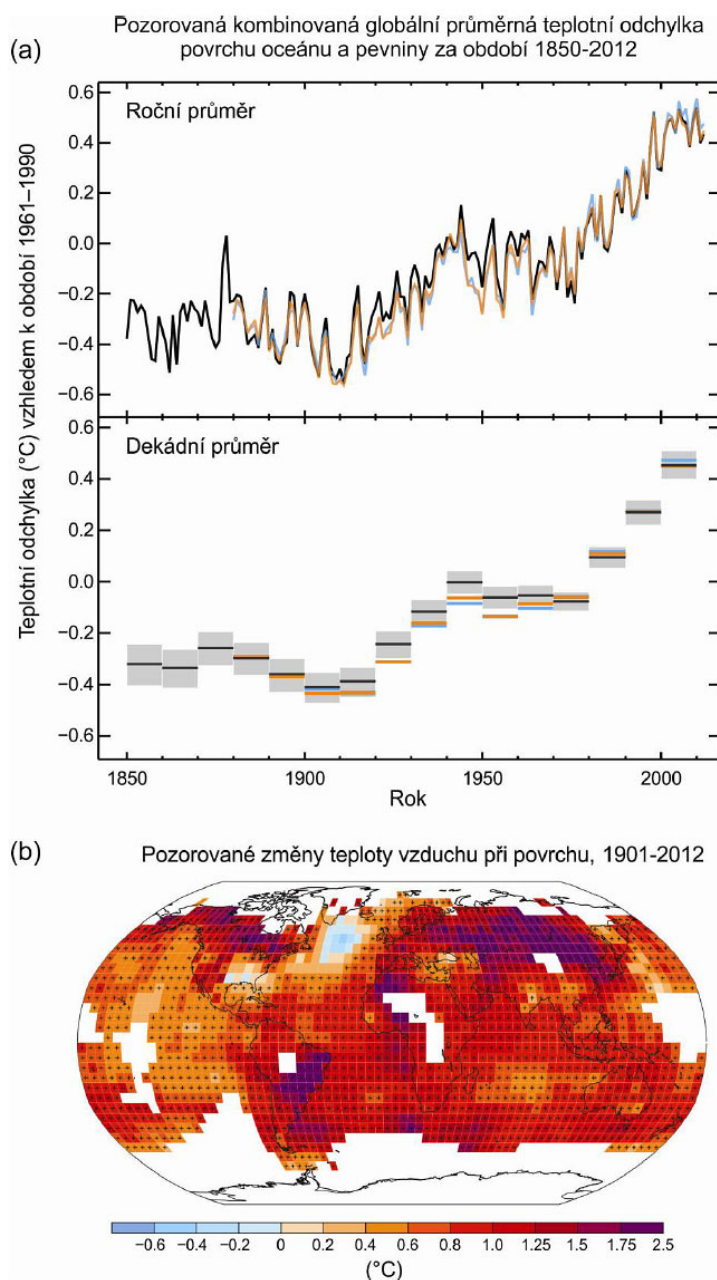 Pozorovaná kombinovaná globální průměrná teplotní odchylka
povrchu oceánu a pevniny za období 1850-2012
(a)
Teplotní odchylka (°C) vzhledem k období 1961–1990
Roční průměr
0.6
0.4
0.2
0.0
−0.2
−0.4
−0.6
Dekádní průměr
0.4
0.2
0.0
−0.2
−0.4
−0.6
1850 1900 1950 2000
Rok
(b)
Pozorované změny teploty vzduchu při povrchu, 1901-2012
−0.6 −0.4 −0.2 0 0.2 0.4 0.6 0.8 1.0 1.25 1.75 2.5
(°C)